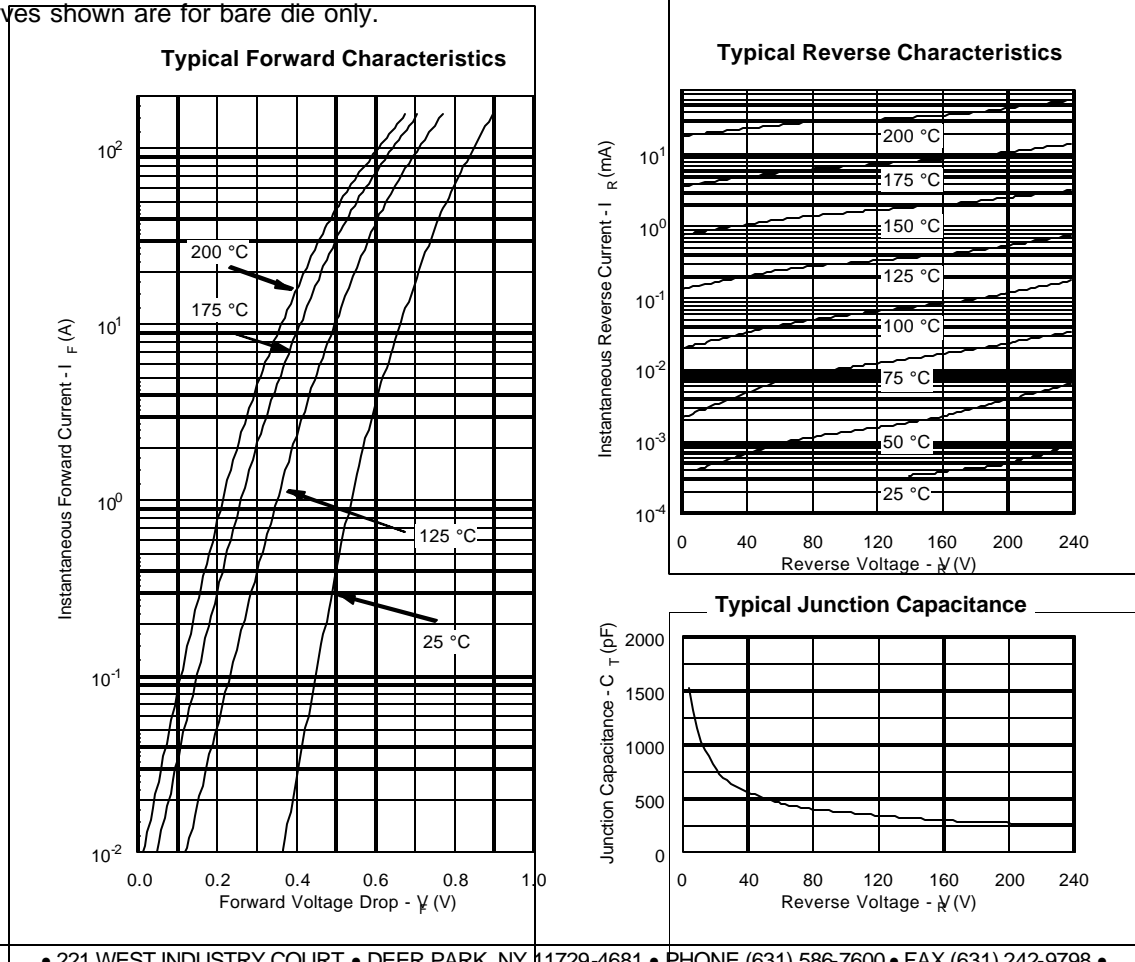 ves shown are for bare die only.
Typical Forward Characteristics
Instantaneous Forward Current - I F (A)
10²
10¹
10⁰
10⁻¹
10⁻²
200 °C
175 °C
125 °C
25 °C
0.0 0.2 0.4 0.6 0.8 1.0
Forward Voltage Drop - V F (V)
Typical Reverse Characteristics
Instantaneous Reverse Current - I R (mA)
10¹
10⁰
10⁻¹
10⁻²
10⁻³
10⁻⁴
200 °C
175 °C
150 °C
125 °C
100 °C
75 °C
50 °C
25 °C
0 40 80 120 160 200 240
Reverse Voltage - V R (V)
Typical Junction Capacitance
Junction Capacitance - C T (pF)
2000
1500
1000
500
0
0 40 80 120 160 200 240
Reverse Voltage - V R (V)
• 221 WEST INDUSTRY COURT • DEER PARK, NY 11729-4681 • PHONE (631) 586-7600 • FAX (631) 242-9798 •